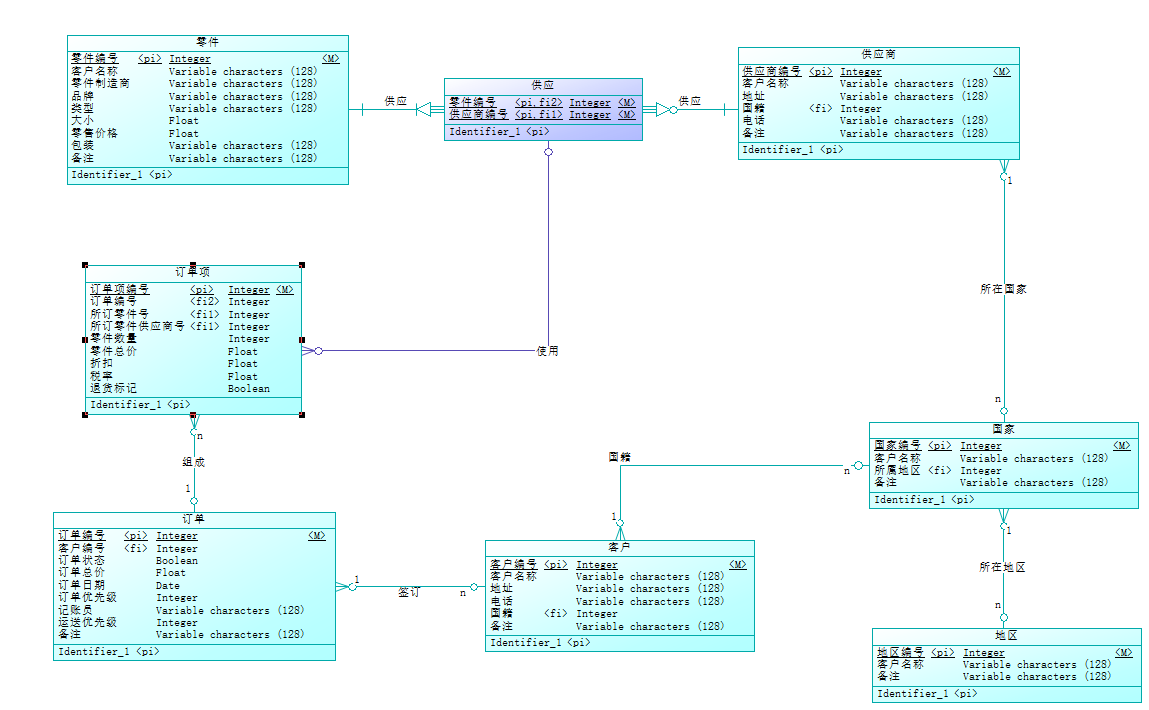 零件
零件编号 <pi> Integer <M>
客户名称 Variable characters (128)
零件制造商 Variable characters (128)
品牌 Variable characters (128)
类型 Variable characters (128)
大小 Float
零售价格 Float
包装 Variable characters (128)
备注 Variable characters (128)
Identifier_1 <pi>
供应
供应
零件编号 <pi,fi2> Integer <M>
供应商编号 <pi,fi1> Integer <M>
Identifier_1 <pi>
供应
供应商
供应商编号 <pi> Integer <M>
客户名称 Variable characters (128)
地址 Variable characters (128)
国籍 <fi> Integer
电话 Variable characters (128)
备注 Variable characters (128)
Identifier_1 <pi>
1
所在国家
n
订单项
订单项编号 <pi> Integer <M>
订单编号 <fi2> Integer
所订零件号 <fi1> Integer
所订零件供应商号 <fi1> Integer
零件数量 Integer
零件总价 Float
折扣 Float
税率 Float
退货标记 Boolean
Identifier_1 <pi>
使用
n
组成
1
国家
国家编号 <pi> Integer <M>
客户名称 Variable characters (128)
所属地区 <fi> Integer
备注 Variable characters (128)
Identifier_1 <pi>
国籍
n
1
订单
订单编号 <pi> Integer <M>
客户编号 <fi> Integer
订单状态 Boolean
订单总价 Float
订单日期 Date
订单优先级 Integer
记账员 Variable characters (128)
运送优先级 Integer
备注 Variable characters (128)
Identifier_1 <pi>
1
签订
n
客户
客户编号 <pi> Integer <M>
客户名称 Variable characters (128)
地址 Variable characters (128)
电话 Variable characters (128)
国籍 <fi> Integer
备注 Variable characters (128)
Identifier_1 <pi>
1
所在地区
n
地区
地区编号 <pi> Integer <M>
客户名称 Variable characters (128)
备注 Variable characters (128)
Identifier_1 <pi>